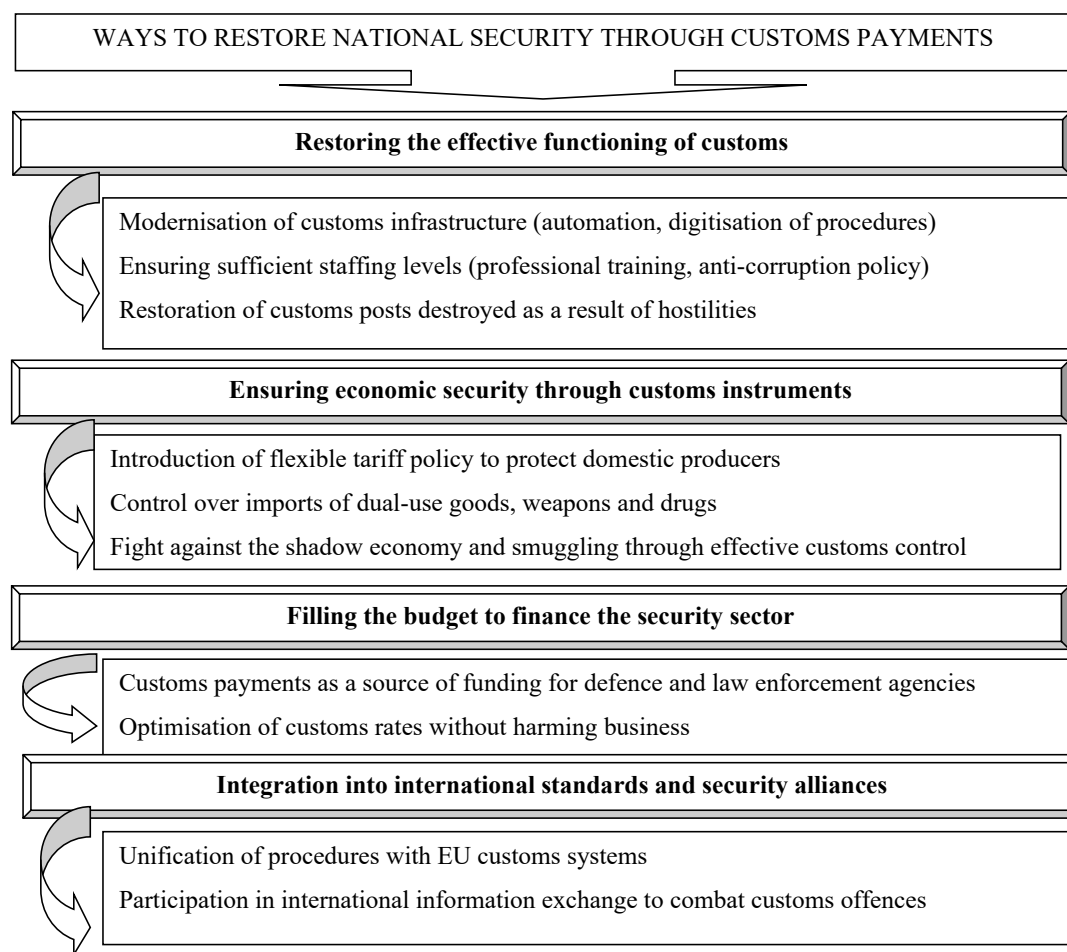 WAYS TO RESTORE NATIONAL SECURITY THROUGH CUSTOMS PAYMENTS
Restoring the effective functioning of customs
Modernisation of customs infrastructure (automation, digitisation of procedures)
Ensuring sufficient staffing levels (professional training, anti-corruption policy)
Restoration of customs posts destroyed as a result of hostilities
Ensuring economic security through customs instruments
Introduction of flexible tariff policy to protect domestic producers
Control over imports of dual-use goods, weapons and drugs
Fight against the shadow economy and smuggling through effective customs control
Filling the budget to finance the security sector
Customs payments as a source of funding for defence and law enforcement agencies
Optimisation of customs rates without harming business
Integration into international standards and security alliances
Unification of procedures with EU customs systems
Participation in international information exchange to combat customs offences